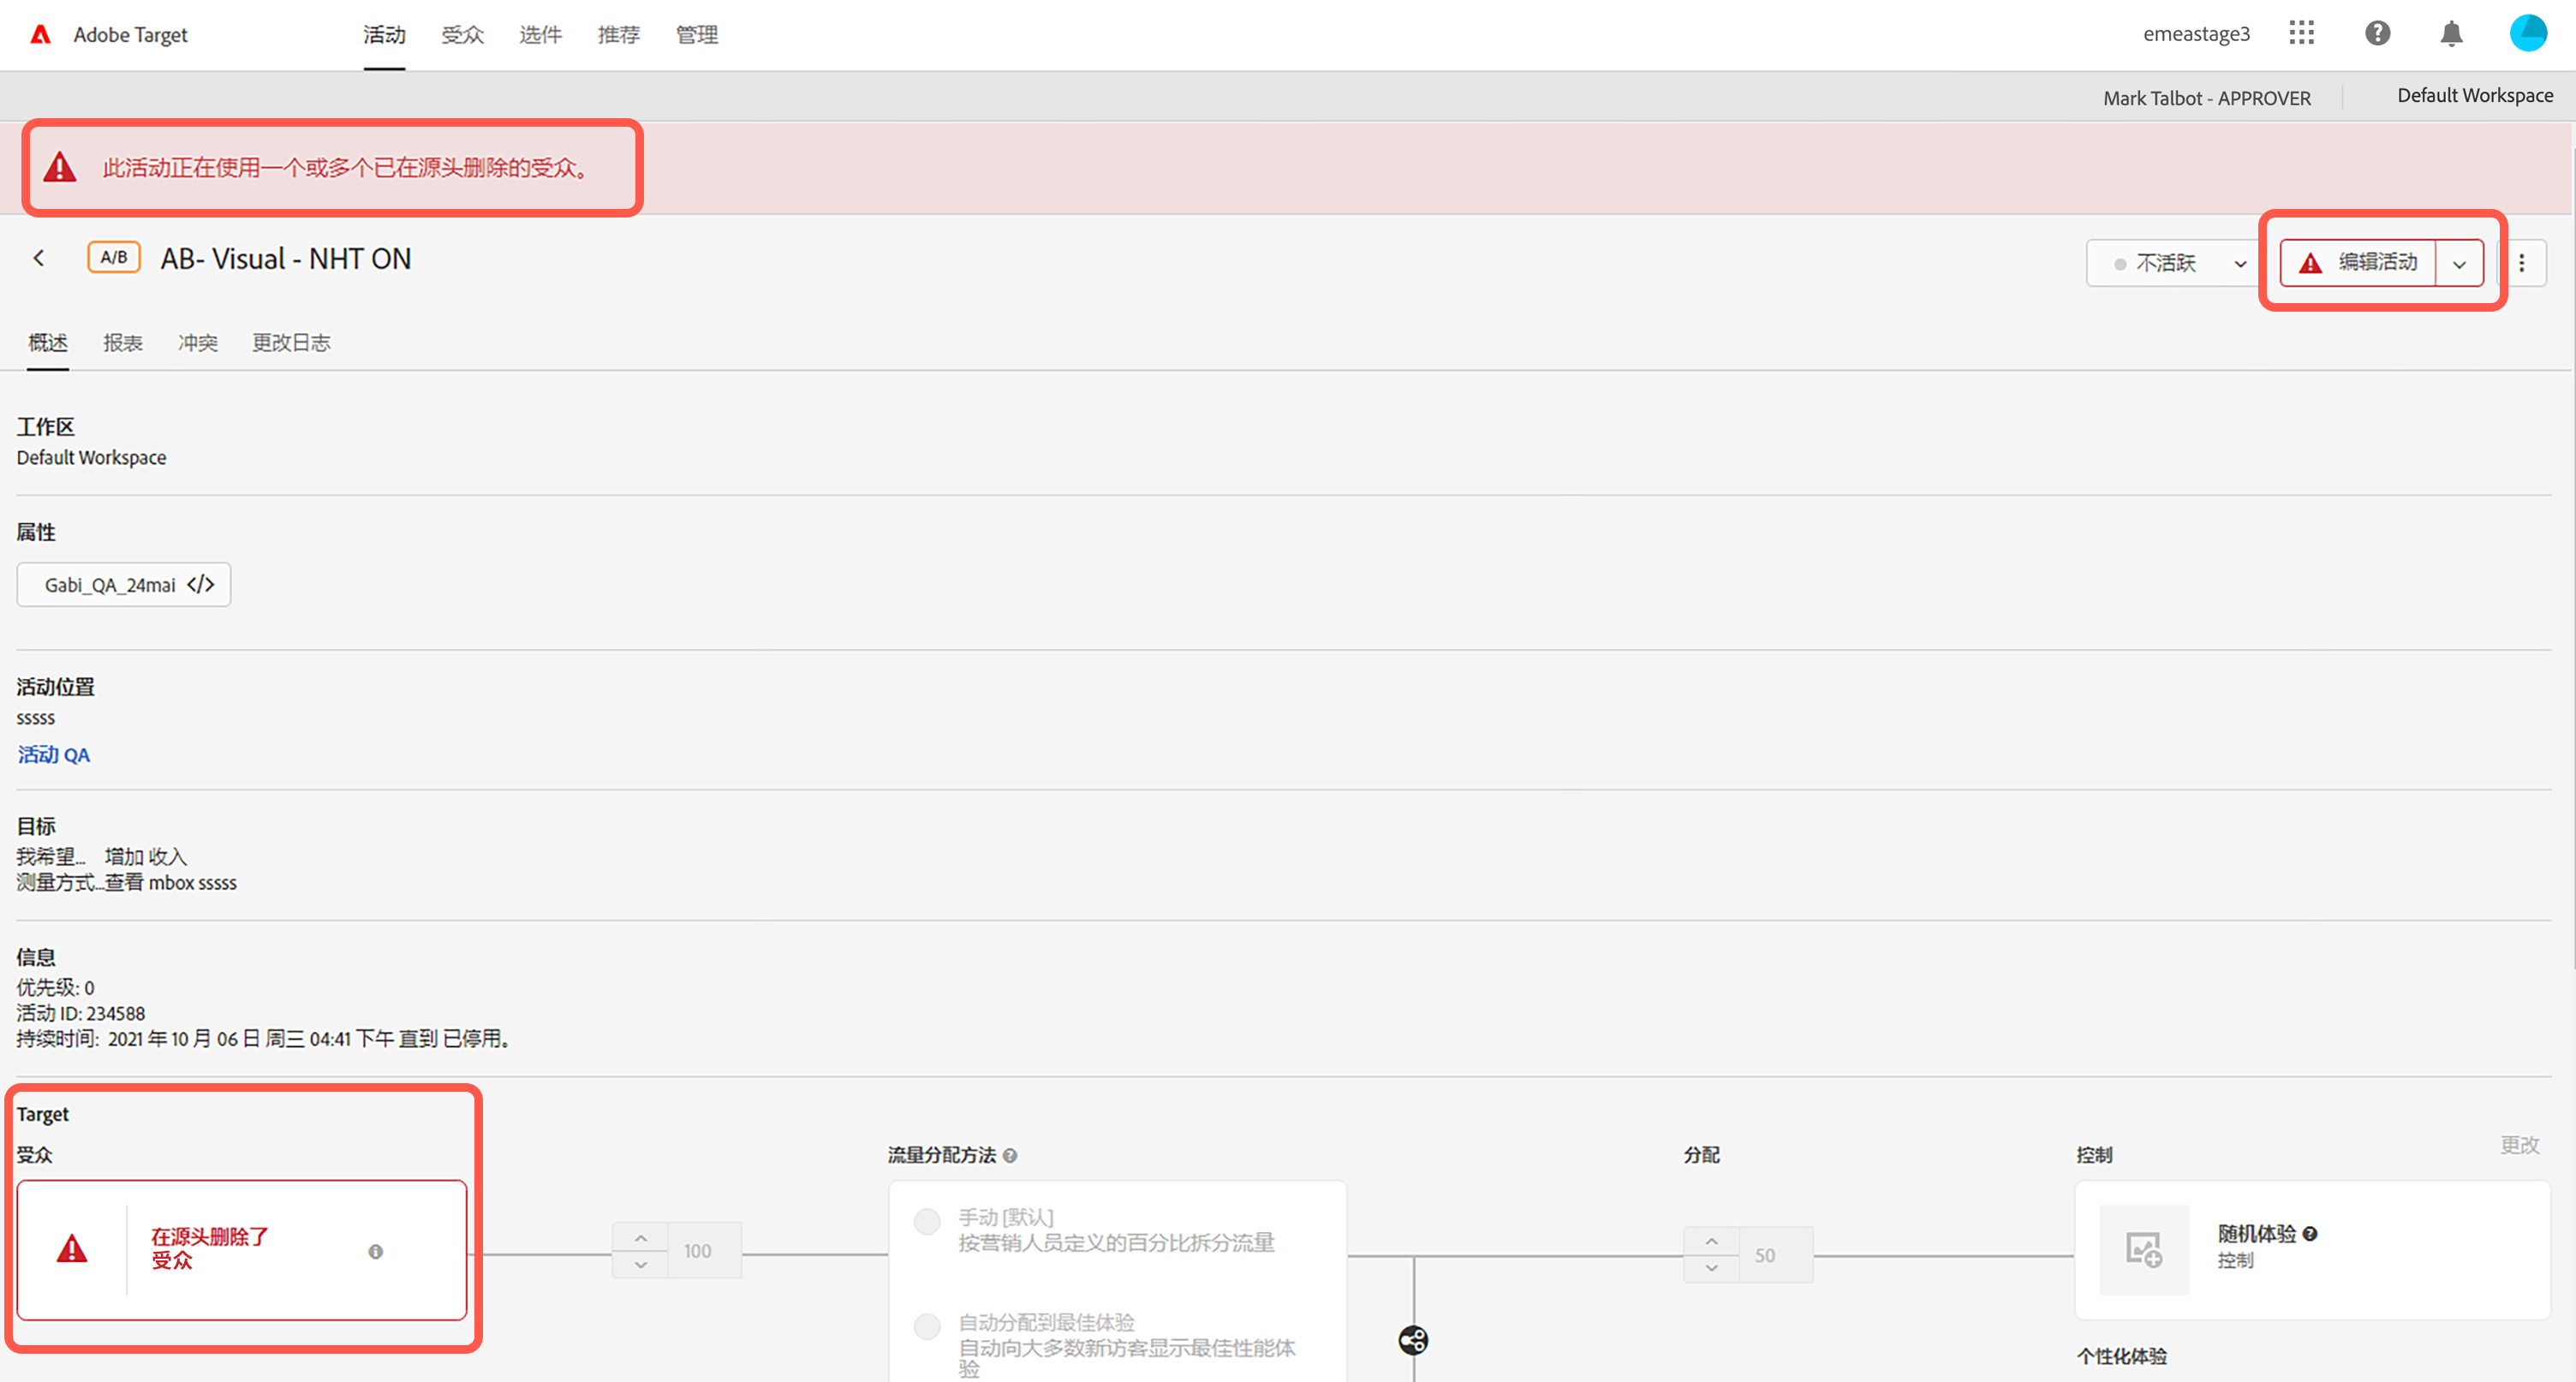 Adobe Target
活动 受众 选件 推荐 管理
emeastage3
Mark Talbot - APPROVER
Default Workspace
此活动正在使用一个或多个已在源头删除的受众。
A/B
AB- Visual - NHT ON
不活跃
编辑活动
概述 报表 冲突 更改日志
工作区
Default Workspace
属性
Gabi_QA_24mai </>
活动位置
sssss
活动 QA
目标
我希望... 增加 收入
测量方式...查看 mbox sssss
信息
优先级: 0
活动 ID: 234588
持续时间: 2021 年 10 月 06 日 周三 04:41 下午 直到 已停用。
Target
受众
在源头删除了
受众
100
流量分配方法
手动 [默认]
按营销人员定义的百分比拆分流量
自动分配到最佳体验
自动向大多数新访客显示最佳性能体
验
分配
50
控制
更改
随机体验
控制
个性化体验